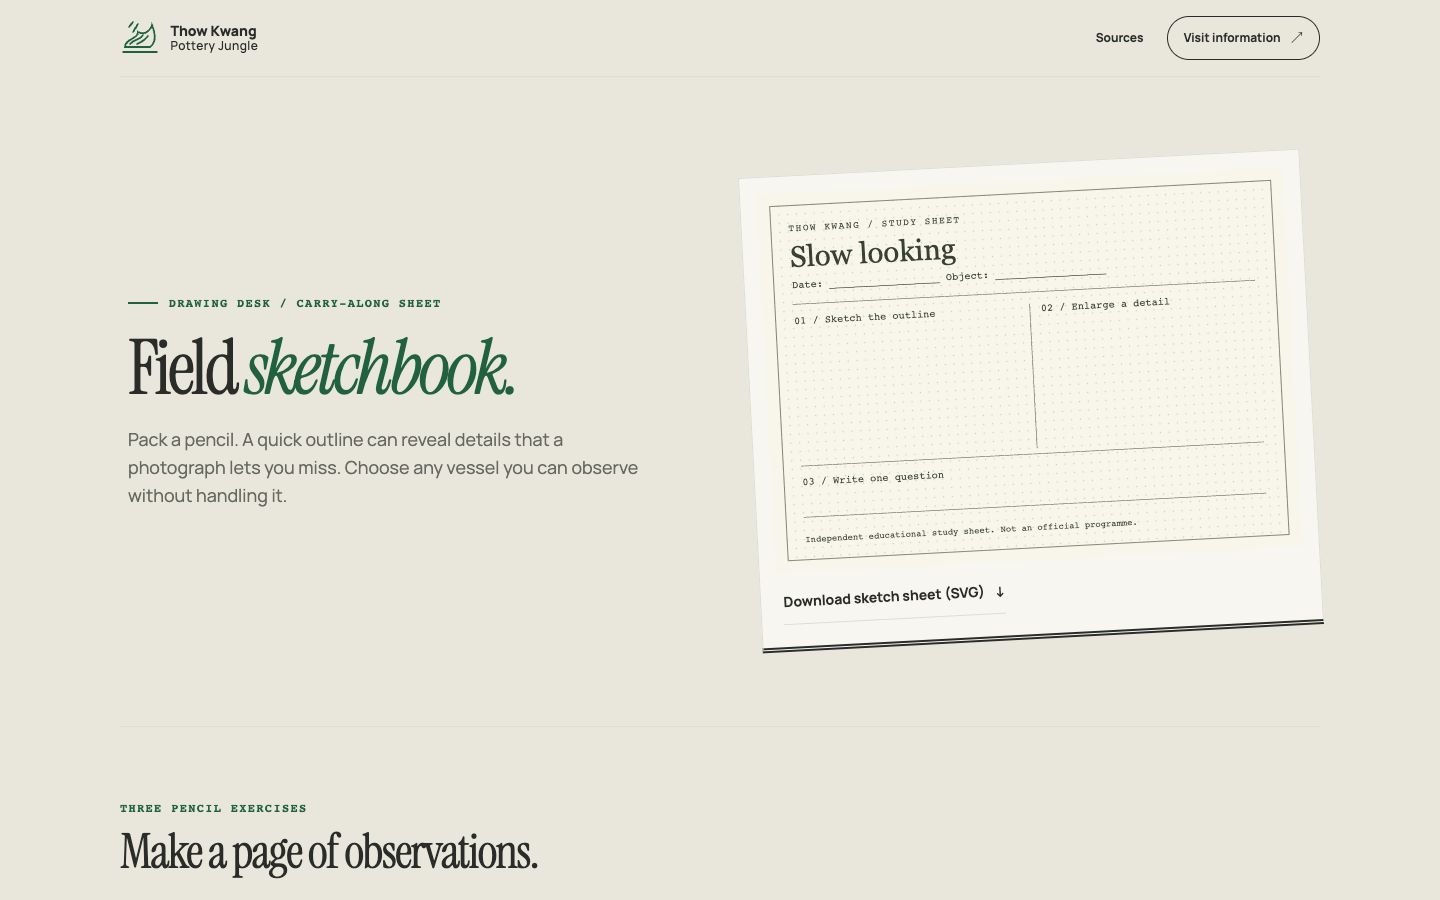 Thow Kwang
Pottery Jungle
Sources
Visit information ↗
DRAWING DESK / CARRY-ALONG SHEET
Field sketchbook.
Pack a pencil. A quick outline can reveal details that a
photograph lets you miss. Choose any vessel you can observe
without handling it.
THOW KWANG / STUDY SHEET
Slow looking
Date: ____________________ Object: ____________________
01 / Sketch the outline
02 / Enlarge a detail
03 / Write one question
Independent educational study sheet. Not an official programme.
Download sketch sheet (SVG) ↓
THREE PENCIL EXERCISES
Make a page of observations.